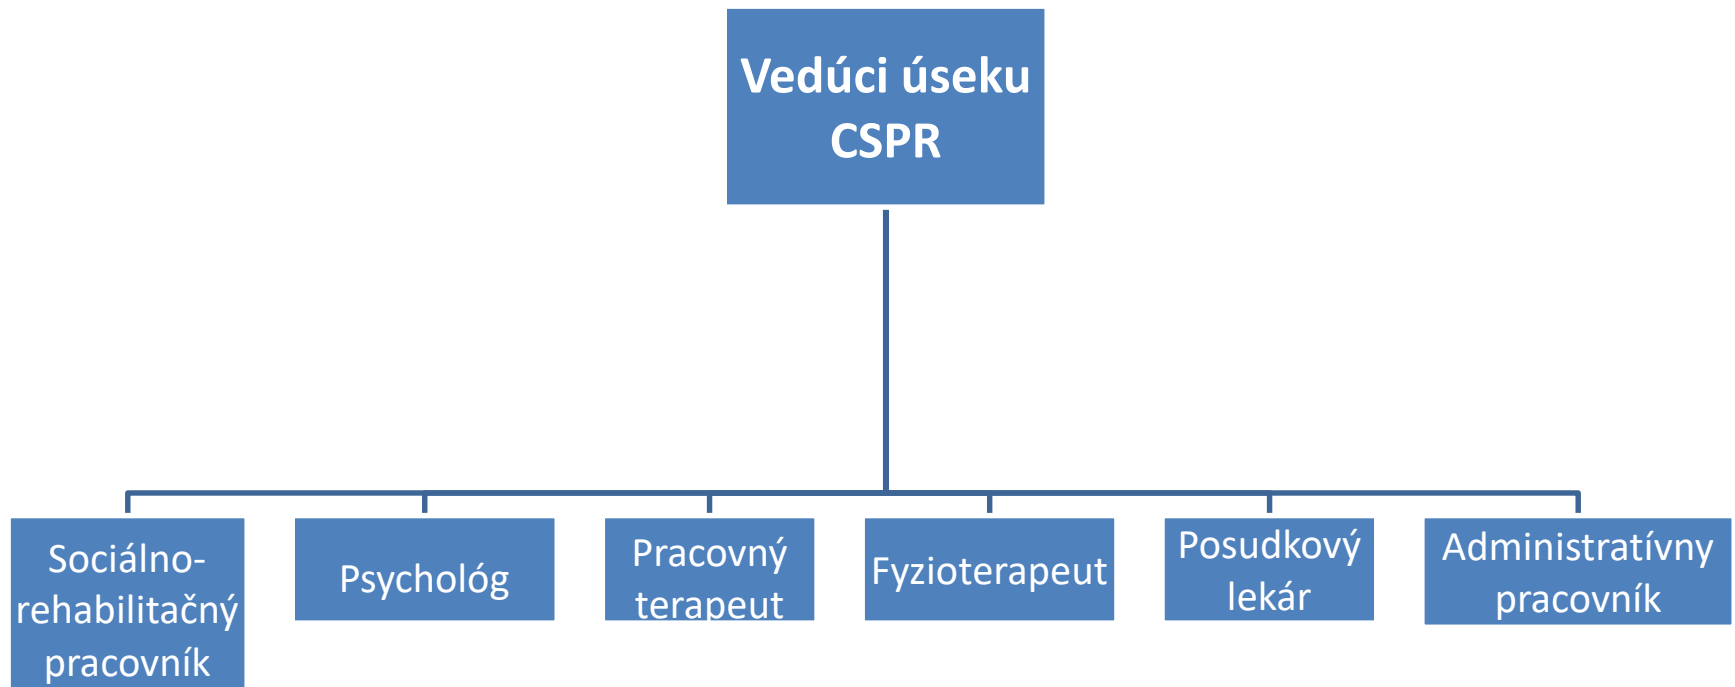 Vedúci úseku
CSPR
Sociálno-
rehabilitačný
pracovník
Psychológ
Pracovný
terapeut
Fyzioterapeut
Posudkový
lekár
Administratívny
pracovník